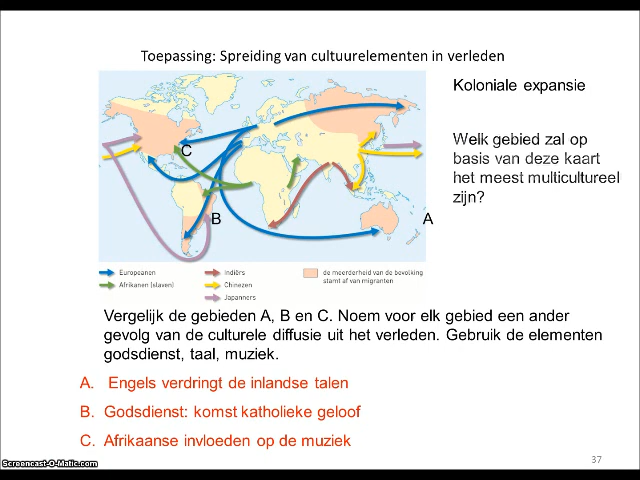 Toepassing: Spreiding van cultuurelementen in verleden
Koloniale expansie
Welk gebied zal op
basis van deze kaart
het meest multicultureel
zijn?
C
B
A
Europeanen
Afrikanen (slaven)
Indiërs
Chinezen
Japanners
de meerderheid van de bevolking
stamt af van migranten
Vergelijk de gebieden A, B en C. Noem voor elk gebied een ander
gevolg van de culturele diffusie uit het verleden. Gebruik de elementen
godsdienst, taal, muziek.
A. Engels verdringt de inlandse talen
B. Godsdienst: komst katholieke geloof
C. Afrikaanse invloeden op de muziek
37
Screencast-O-Matic.com